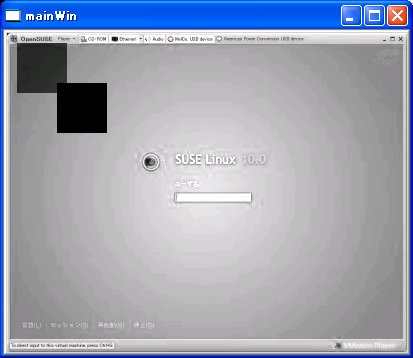 mainWin
OpenSUSE Player CD-ROM Ethernet Audio MelCo. USB device American Power Conversion USB device
SUSE Linux 10.0
ユーザ名:
言語(L) セッション(S) 再起動(B) 停止(D)
To direct input to this virtual machine, press Ctrl+G. VMware Player